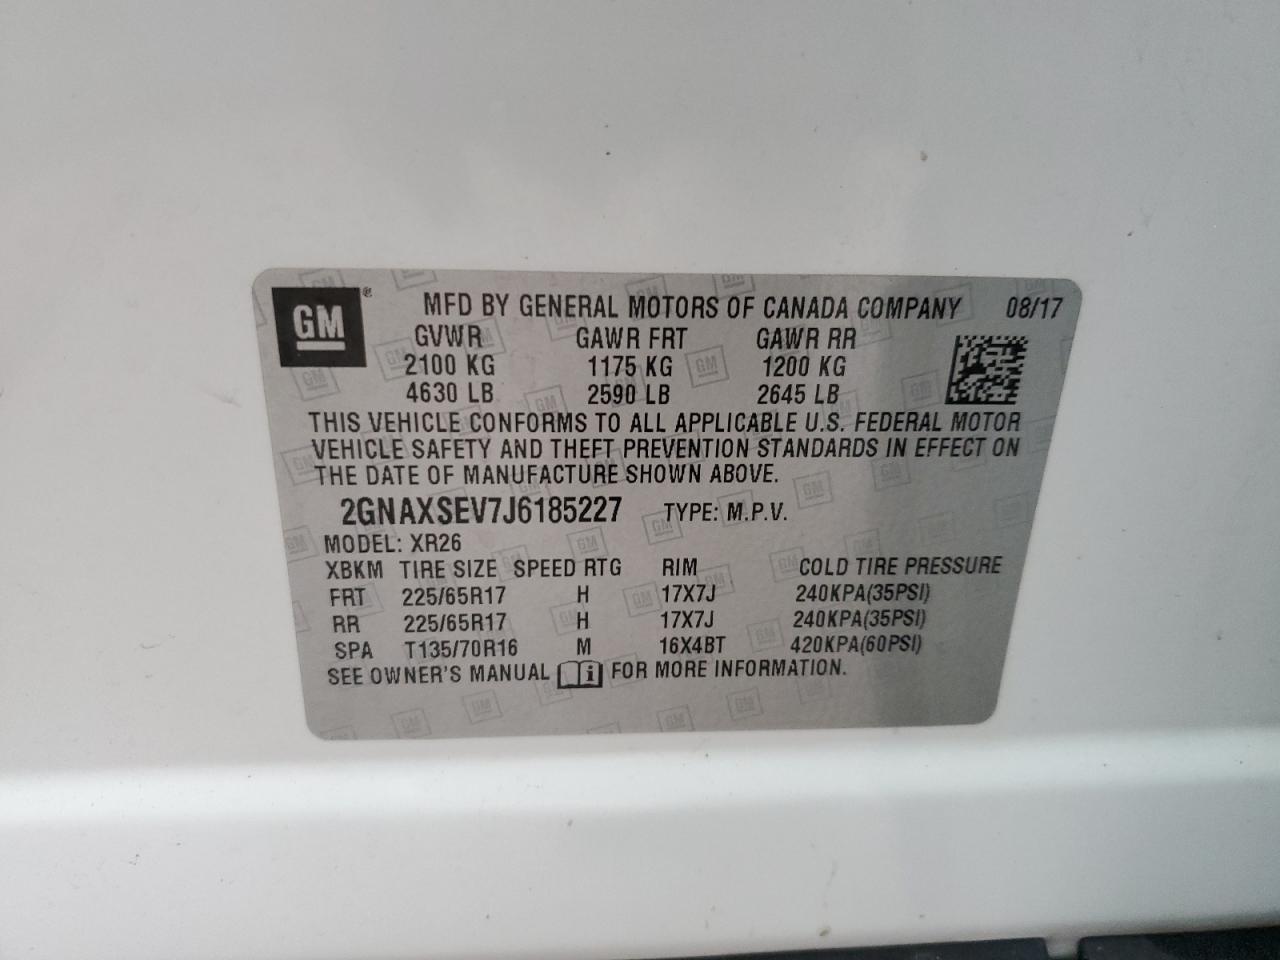 GM® MFD BY GENERAL MOTORS OF CANADA COMPANY 08/17
GVWR GAWR FRT GAWR RR
2100 KG 1175 KG 1200 KG
4630 LB 2590 LB 2645 LB
THIS VEHICLE CONFORMS TO ALL APPLICABLE U.S. FEDERAL MOTOR
VEHICLE SAFETY AND THEFT PREVENTION STANDARDS IN EFFECT ON
THE DATE OF MANUFACTURE SHOWN ABOVE.
2GNAXSEV7J6185227 TYPE: M.P.V.
MODEL: XR26
XBKM TIRE SIZE SPEED RTG RIM COLD TIRE PRESSURE
FRT 225/65R17 H 17X7J 240KPA(35PSI)
RR 225/65R17 H 17X7J 240KPA(35PSI)
SPA T135/70R16 M 16X4BT 420KPA(60PSI)
SEE OWNER'S MANUAL i FOR MORE INFORMATION.